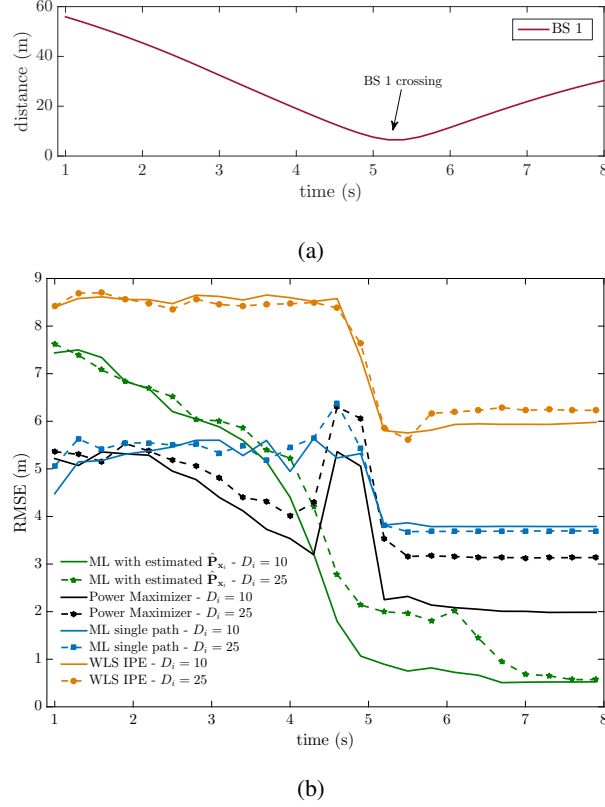 60
40
20
0
distance (m)
BS 1
BS 1 crossing
1 2 3 4 5 6 7 8
time (s)
(a)
9
8
7
6
5
4
3
2
1
0
RMSE (m)
ML with estimated P̂ₓᵢ - Dᵢ = 10
ML with estimated P̂ₓᵢ - Dᵢ = 25
Power Maximizer - Dᵢ = 10
Power Maximizer - Dᵢ = 25
ML single path - Dᵢ = 10
ML single path - Dᵢ = 25
WLS IPE - Dᵢ = 10
WLS IPE - Dᵢ = 25
1 2 3 4 5 6 7 8
time (s)
(b)